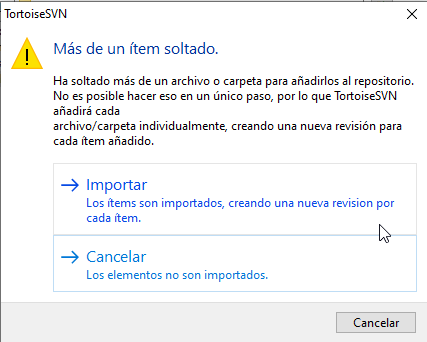 TortoiseSVN
Más de un ítem soltado.
Ha soltado más de un archivo o carpeta para añadirlos al repositorio.
No es posible hacer eso en un único paso, por lo que TortoiseSVN
añadirá cada
archivo/carpeta individualmente, creando una nueva revisión para
cada ítem añadido.
Importar
Los ítems son importados, creando una nueva revision por
cada ítem.
Cancelar
Los elementos no son importados.
Cancelar